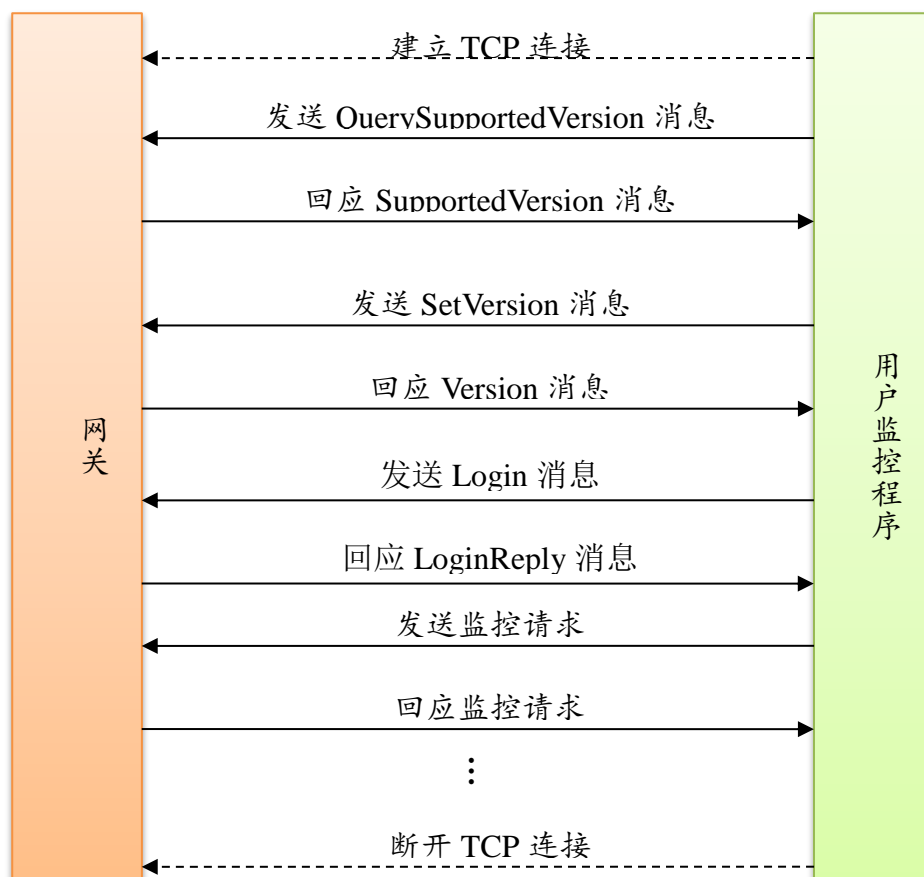 建立 TCP 连接
发送 QuerySupportedVersion 消息
回应 SupportedVersion 消息
发送 SetVersion 消息
回应 Version 消息
发送 Login 消息
回应 LoginReply 消息
发送监控请求
回应监控请求
⋮
断开 TCP 连接
网关
用户监控程序